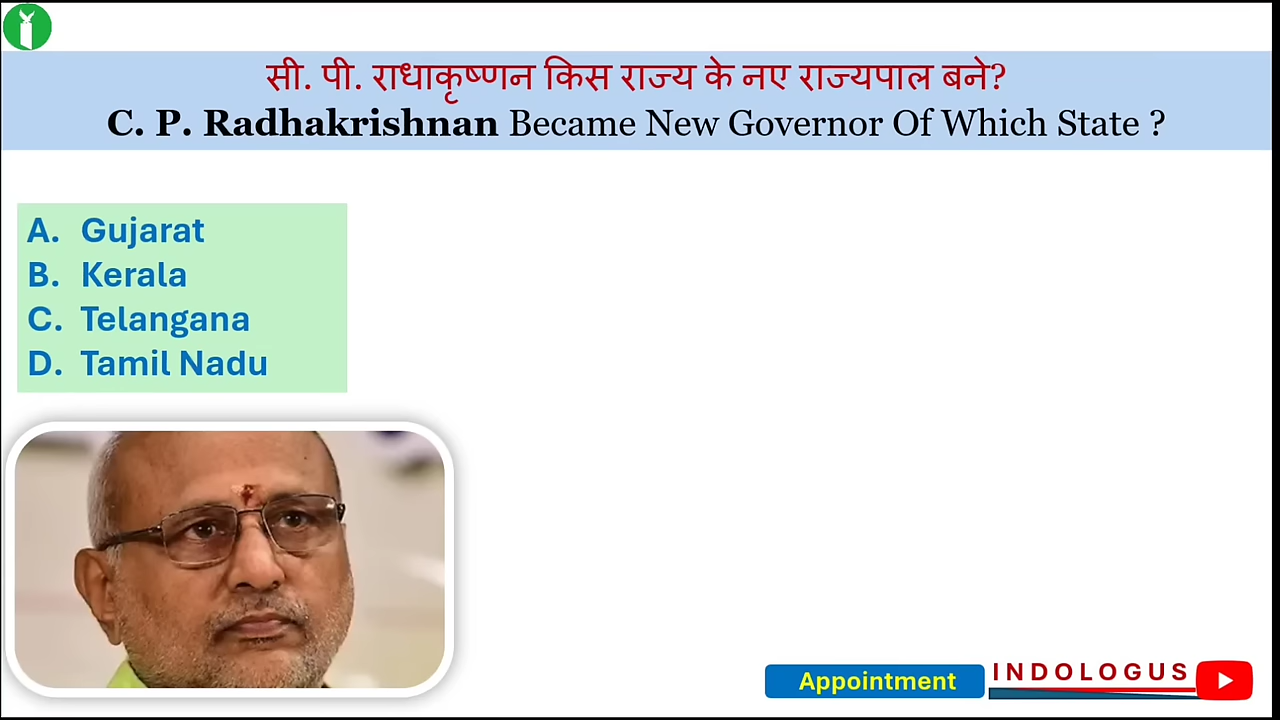 सी. पी. राधाकृष्णन किस राज्य के नए राज्यपाल बने?
C. P. Radhakrishnan Became New Governor Of Which State ?
A. Gujarat
B. Kerala
C. Telangana
D. Tamil Nadu
Appointment
INDOLOGUS